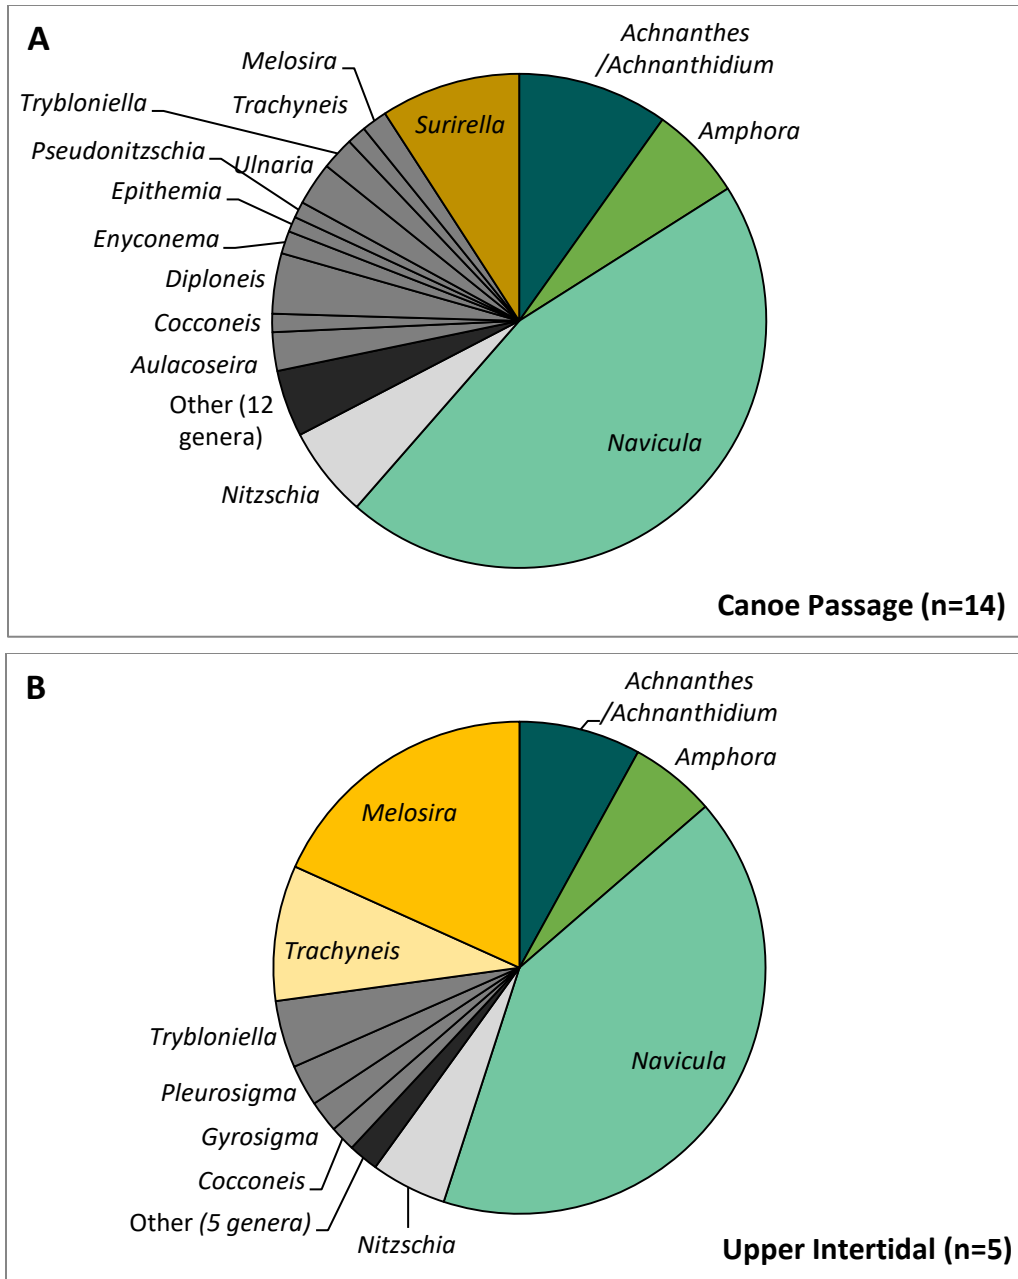 A
Achnanthes
/Achnanthidium
Melosira
Trybloniella
Trachyneis
Surirella
Amphora
Pseudonitzschia
Ulnaria
Epithemia
Enyconema
Diploneis
Cocconeis
Aulacoseira
Other (12
genera)
Navicula
Nitzschia
Canoe Passage (n=14)
B
Achnanthes
/Achnanthidium
Amphora
Melosira
Trachyneis
Trybloniella
Navicula
Pleurosigma
Gyrosigma
Cocconeis
Other (5 genera)
Nitzschia
Upper Intertidal (n=5)